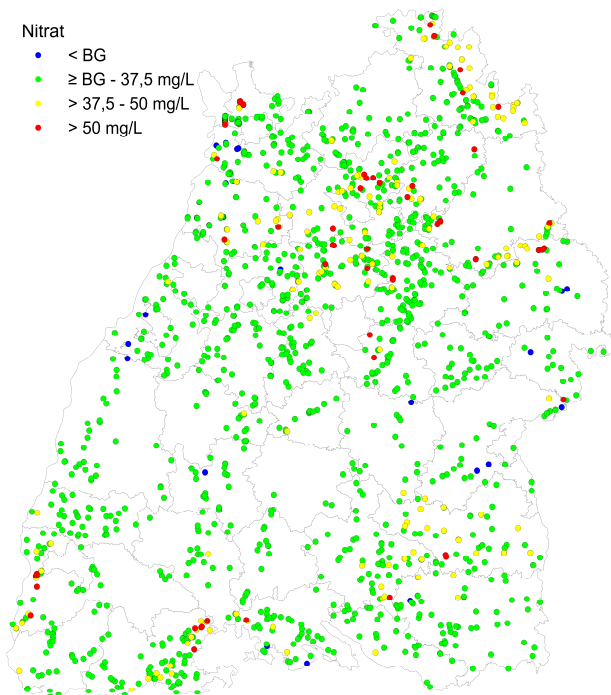 Nitrat
< BG
≥ BG - 37,5 mg/L
> 37,5 - 50 mg/L
> 50 mg/L